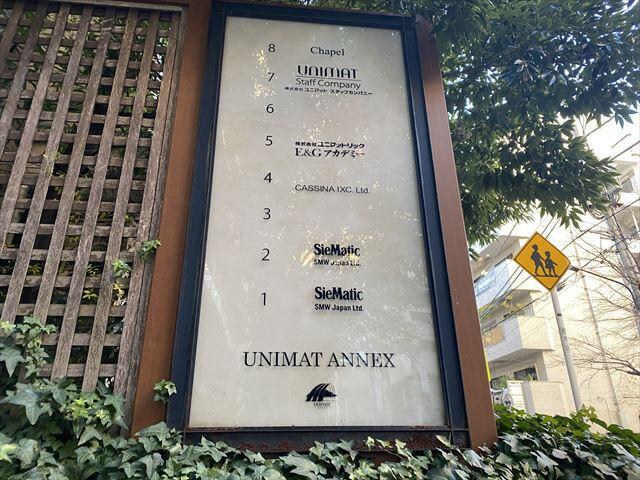 8 Chapel
7 UNIMAT
Staff Company
株式会社 ユニマット スタッフカンパニー
6
5 株式会社 ユニマットリック
E&G アカデミー
4 CASSINA IXC. Ltd.
3
2 SieMatic
SMW Japan Ltd.
1 SieMatic
SMW Japan Ltd.
UNIMAT ANNEX
UNIMAT